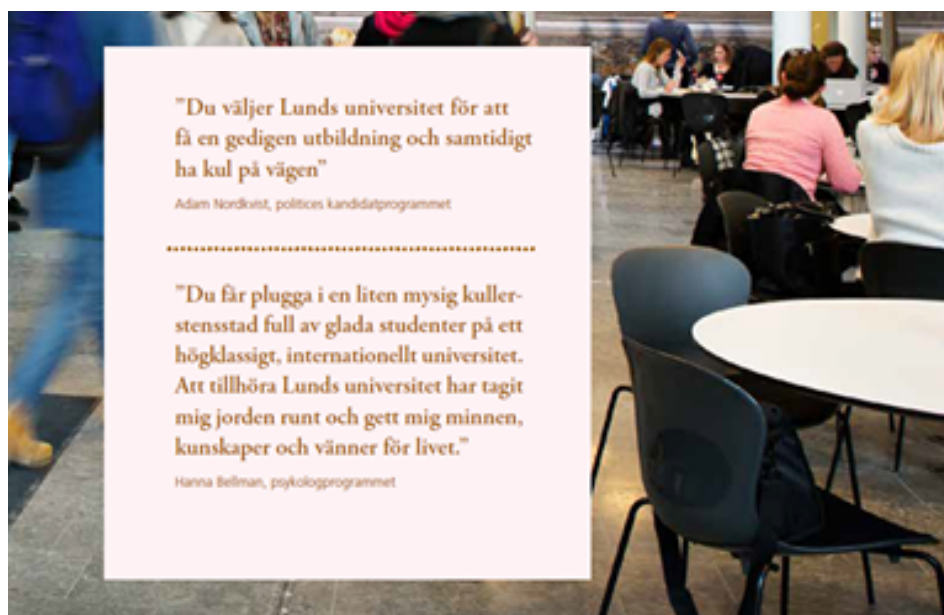 ”Du väljer Lunds universitet för att
få en gedigen utbildning och samtidigt
ha kul på vägen”
Adam Nordkvist, politices kandidatprogrammet
”Du får plugga i en liten mysig kuller-
stensstad full av glada studenter på ett
högklassigt, internationellt universitet.
Att tillhöra Lunds universitet har tagit
mig jorden runt och gett mig minnen,
kunskaper och vänner för livet.”
Hanna Bellman, psykologprogrammet